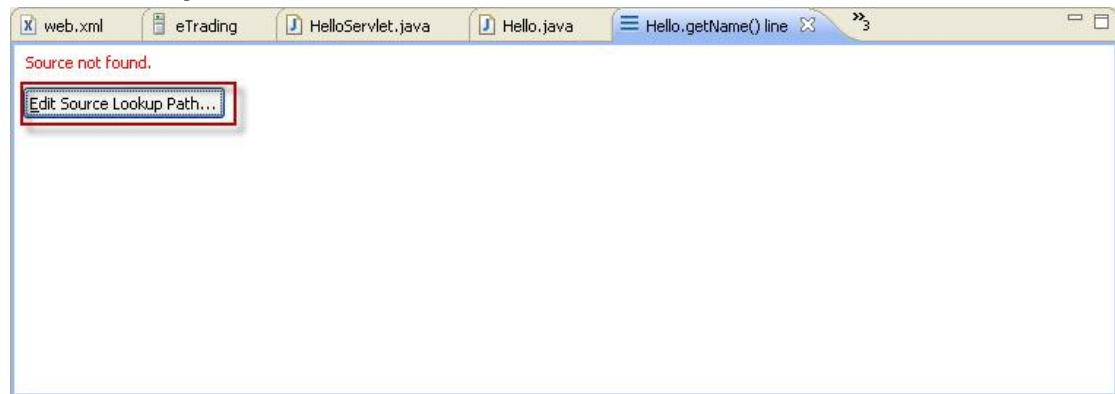 web.xml eTrading HelloServlet.java Hello.java Hello.getName() line »3
Source not found.
Edit Source Lookup Path...